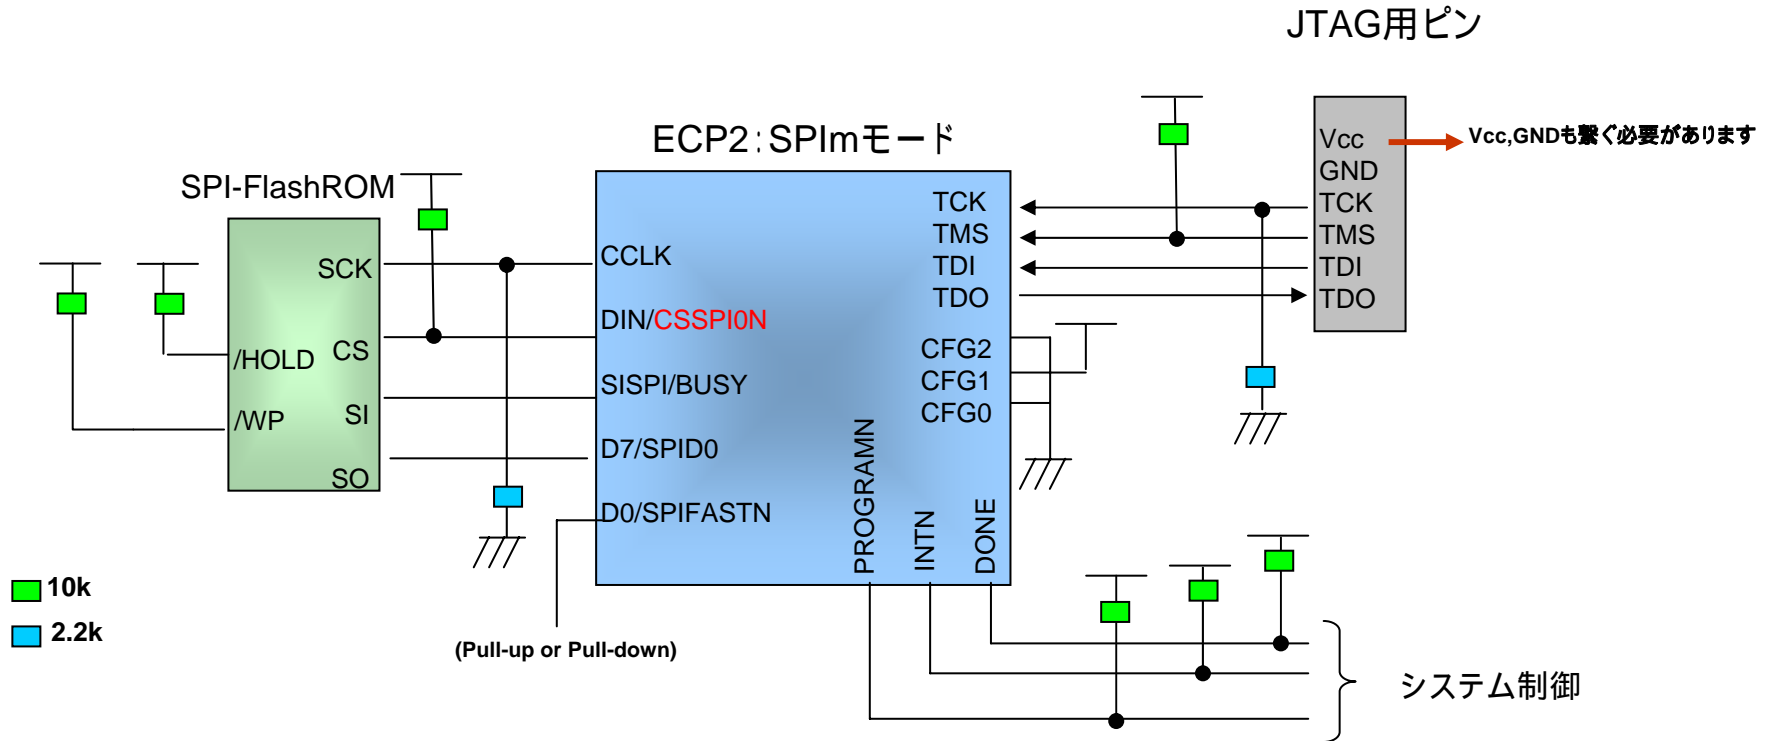 JTAG用ピン
ECP2:SPImモード
SPI-FlashROM
Vcc
GND
TCK
TMS
TDI
TDO
Vcc,GNDも繋ぐ必要があります
SCK
CS
SI
SO
/HOLD
/WP
CCLK
DIN/CSSPI0N
SISPI/BUSY
D7/SPID0
D0/SPIFASTN
TCK
TMS
TDI
TDO
CFG2
CFG1
CFG0
PROGRAMN
INTN
DONE
10k
2.2k
(Pull-up or Pull-down)
システム制御